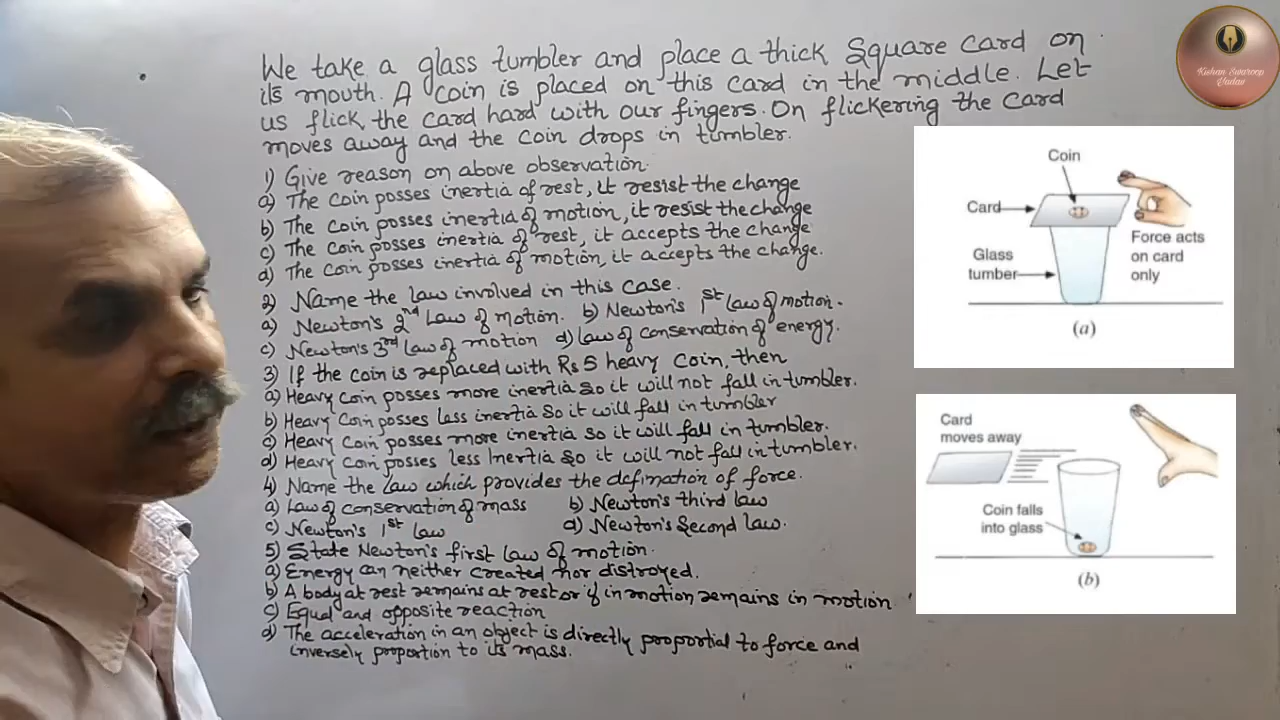 We take a glass tumbler and place a thick Square card on
its mouth. A coin is placed on this card in the middle. Let
us flick the card hard with our fingers. On flickering the card
moves away and the coin drops in tumbler.
1) Give reason on above observation.
a) The coin posses inertia of rest, it resist the change
b) The coin posses inertia of motion, it resist the change
c) The coin posses inertia of rest, it accepts the change
d) The coin posses inertia of motion, it accepts the change.
2) Name the law involved in this case.
a) Newton's 2nd Law of motion. b) Newton's 1st law of motion.
c) Newton's 3rd law of motion d) law of conservation of energy.
3) If the coin is replaced with Rs 5 heavy coin, then
a) Heavy coin posses more inertia so it will not fall in tumbler.
b) Heavy coin posses less inertia so it will fall in tumbler
c) Heavy coin posses more inertia so it will fall in tumbler.
d) Heavy coin posses less Inertia so it will not fall in tumbler.
4) Name the law which provides the defination of force.
a) Law of conservation of mass b) Newton's third law
c) Newton's 1st law d) Newton's Second law.
5) State Newton's first law of motion.
a) Energy can neither created nor distroyed.
b) A body at rest remains at rest or if in motion remains in motion
c) Equal and opposite reaction
d) The acceleration in an object is directly proportial to force and
inversely proportion to its mass.
Kishan Swaroop
Yadav
Coin
Card
Glass
tumber
Force acts
on card
only
(a)
Card
moves away
Coin falls
into glass
(b)